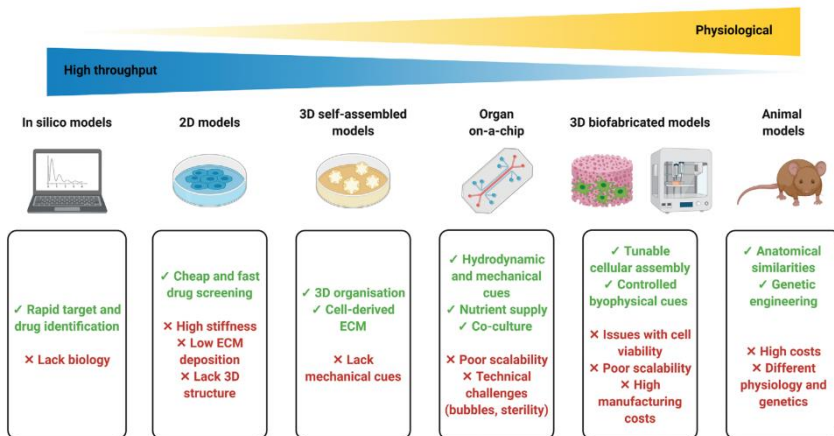 Physiological
High throughput
In silico models
2D models
3D self-assembled
models
Organ
on-a-chip
3D biofabricated models
Animal
models
✓ Rapid target and
drug identification
✕ Lack biology
✓ Cheap and fast
drug screening
✕ High stiffness
✕ Low ECM
deposition
✕ Lack 3D
structure
✓ 3D organisation
✓ Cell-derived
ECM
✕ Lack
mechanical cues
✓ Hydrodynamic
and mechanical
cues
✓ Nutrient supply
✓ Co-culture
✕ Poor scalability
✕ Technical
challenges
(bubbles, sterility)
✓ Tunable
cellular assembly
✓ Controlled
byophysical cues
✕ Issues with cell
viability
✕ Poor scalability
✕ High
manufacturing
costs
✓ Anatomical
similarities
✓ Genetic
engineering
✕ High costs
✕ Different
physiology and
genetics